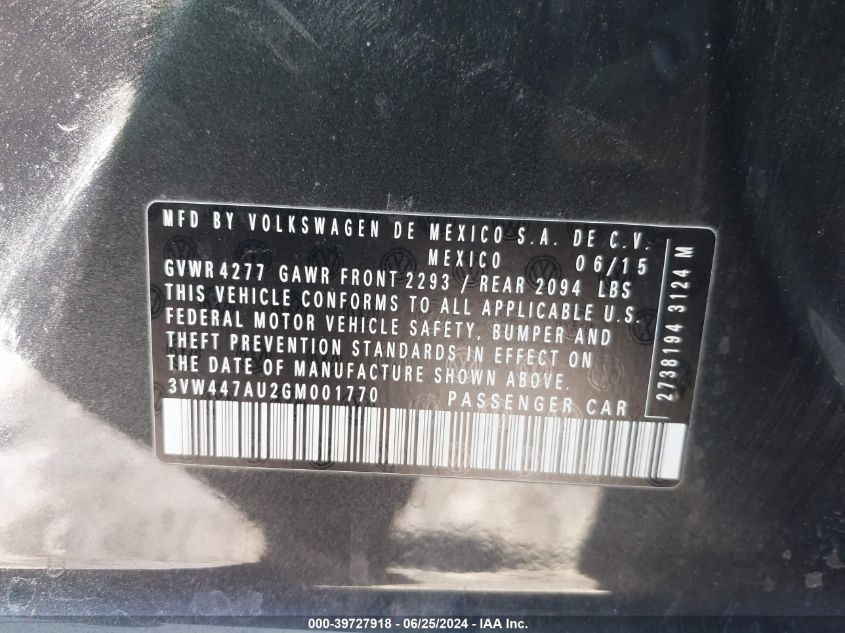 MFD BY VOLKSWAGEN DE MEXICO S.A. DE C.V.
MEXICO 06/15
GVWR 4277 GAWR FRONT 2293 / REAR 2094 LBS
THIS VEHICLE CONFORMS TO ALL APPLICABLE U.S.
FEDERAL MOTOR VEHICLE SAFETY, BUMPER AND
THEFT PREVENTION STANDARDS IN EFFECT ON
THE DATE OF MANUFACTURE SHOWN ABOVE.
3VW447AU2GM001770 PASSENGER CAR
2738194 3124 M
000-39727918 - 06/25/2024 - IAA Inc.